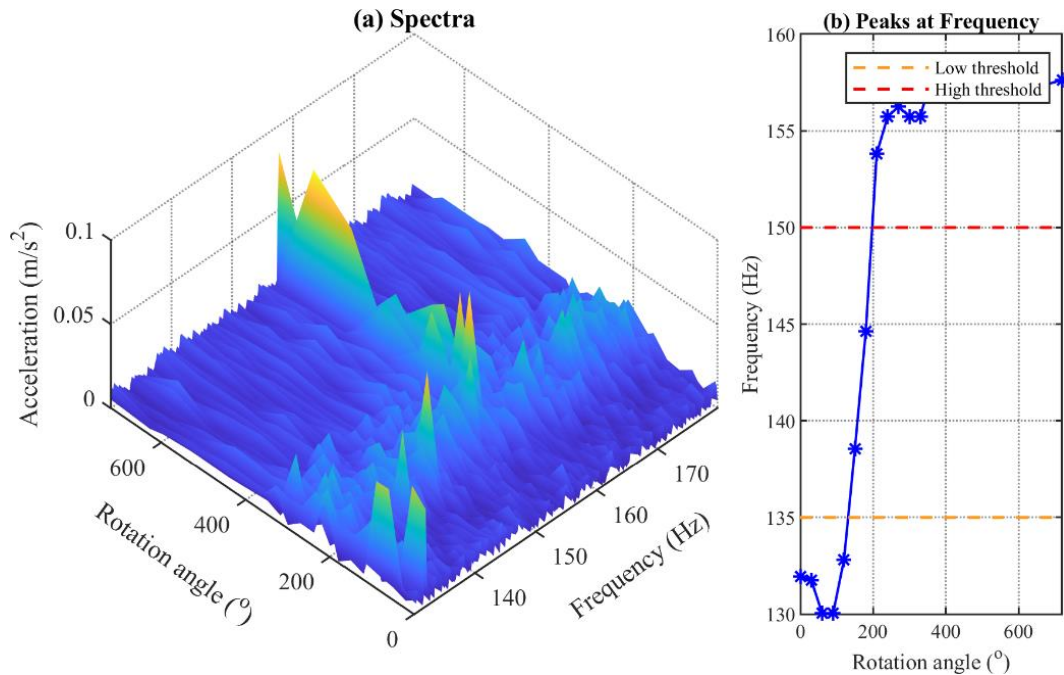 (a) Spectra
Acceleration (m/s²)
0.1
0.05
0
600
400
200
0
Rotation angle (°)
140
150
160
170
Frequency (Hz)
(b) Peaks at Frequency
Low threshold
High threshold
Frequency (Hz)
160
155
150
145
140
135
130
0
200
400
600
Rotation angle (°)